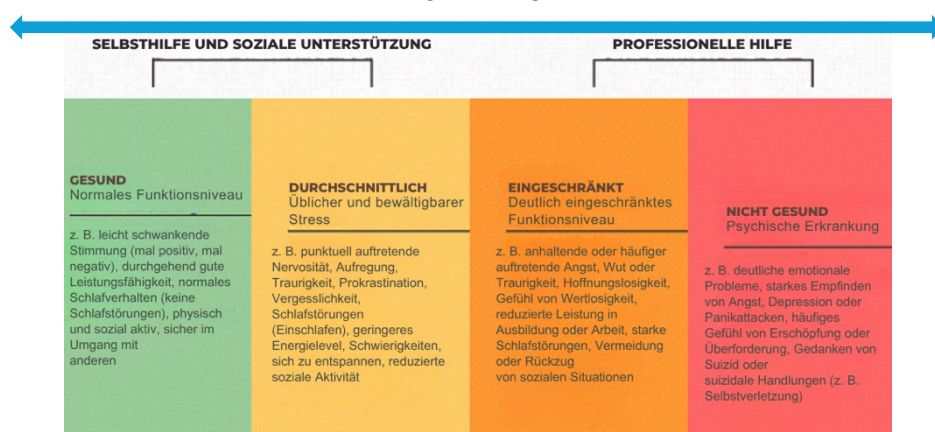 SELBSTHILFE UND SOZIALE UNTERSTÜTZUNG
PROFESSIONELLE HILFE
GESUND
Normales Funktionsniveau
z. B. leicht schwankende
Stimmung (mal positiv, mal
negativ), durchgehend gute
Leistungsfähigkeit, normales
Schlafverhalten (keine
Schlafstörungen), physisch
und sozial aktiv, sicher im
Umgang mit
anderen
DURCHSCHNITTLICH
Üblicher und bewältigbarer
Stress
z. B. punktuell auftretende
Nervosität, Aufregung,
Traurigkeit, Prokrastination,
Vergesslichkeit,
Schlafstörungen
(Einschlafen), geringeres
Energielevel, Schwierigkeiten,
sich zu entspannen, reduzierte
soziale Aktivität
EINGESCHRÄNKT
Deutlich eingeschränktes
Funktionsniveau
z. B. anhaltende oder häufiger
auftretende Angst, Wut oder
Traurigkeit, Hoffnungslosigkeit,
Gefühl von Wertlosigkeit,
reduzierte Leistung in
Ausbildung oder Arbeit, starke
Schlafstörungen, Vermeidung
oder Rückzug
von sozialen Situationen
NICHT GESUND
Psychische Erkrankung
z. B. deutliche emotionale
Probleme, starkes Empfinden
von Angst, Depression oder
Panikattacken, häufiges
Gefühl von Erschöpfung oder
Überforderung, Gedanken von
Suizid oder
suizidale Handlungen (z. B.
Selbstverletzung)